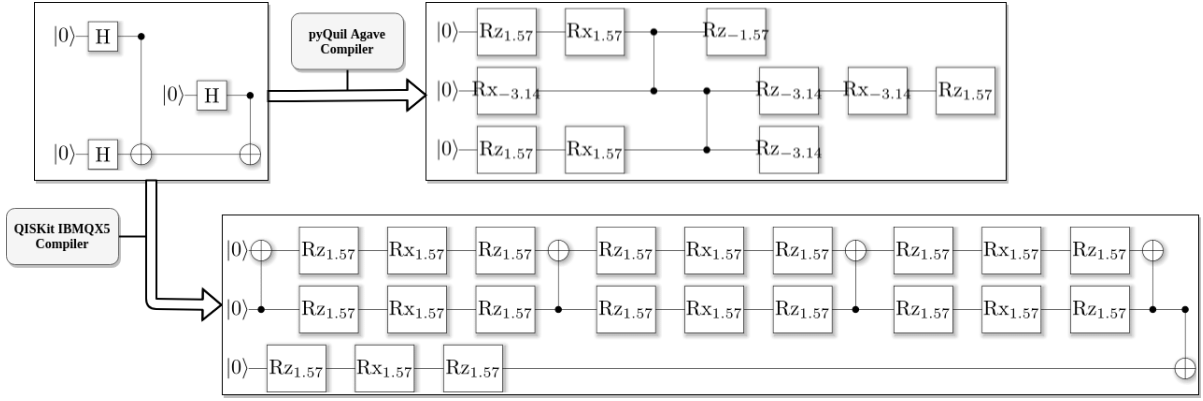 |0⟩ H
|0⟩ H
|0⟩ H
pyQuil Agave
Compiler
|0⟩ Rz1.57 Rx1.57 Rz−1.57
|0⟩ Rx−3.14 Rz−3.14 Rx−3.14 Rz1.57
|0⟩ Rz1.57 Rx1.57 Rz−3.14
QISKit IBMQX5
Compiler
|0⟩ Rz1.57 Rx1.57 Rz1.57 Rz1.57 Rx1.57 Rz1.57 Rz1.57 Rx1.57 Rz1.57
|0⟩ Rz1.57 Rx1.57 Rz1.57 Rz1.57 Rx1.57 Rz1.57 Rz1.57 Rx1.57 Rz1.57
|0⟩ Rz1.57 Rx1.57 Rz1.57